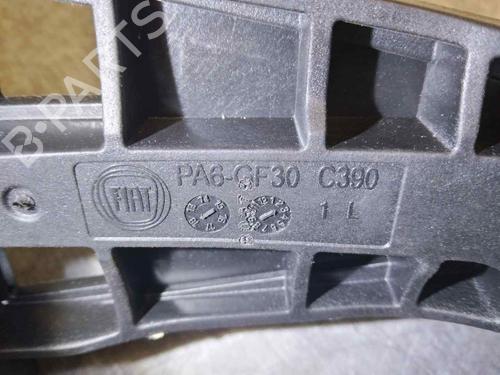 B-PARTS
FIAT
PA6-GF30 C390
1 L